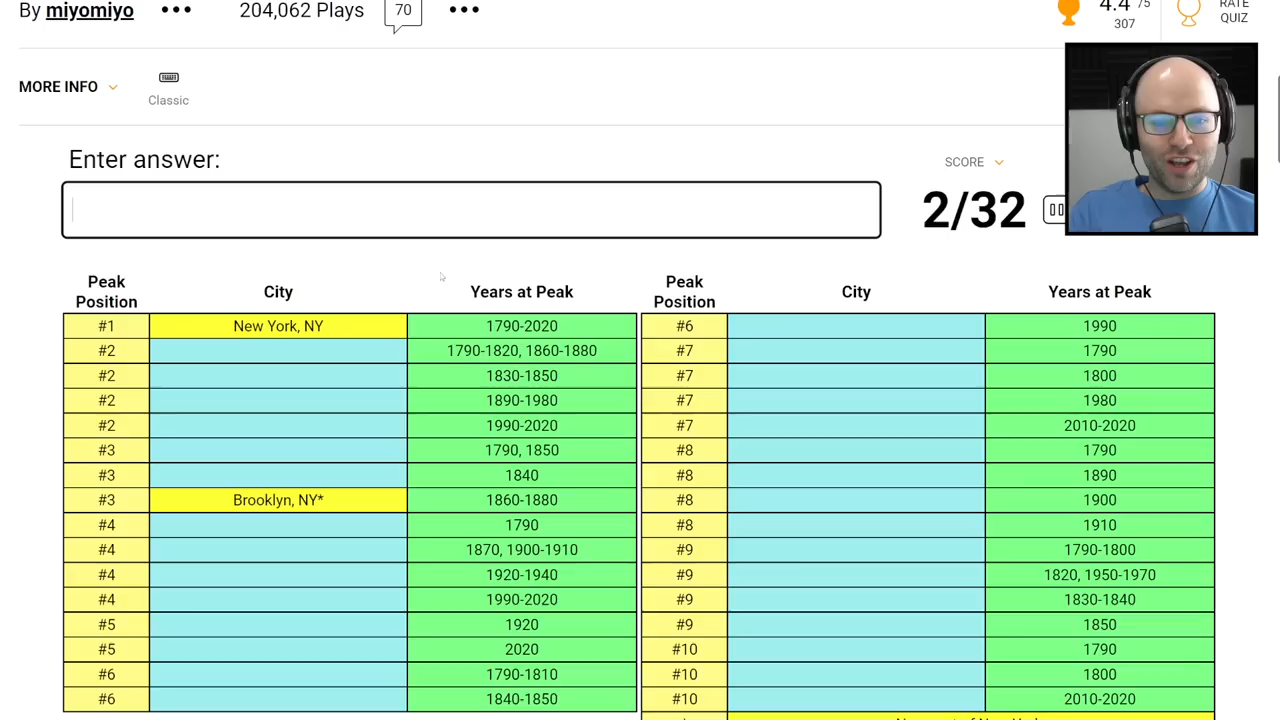 By miyomiyo ••• 204,062 Plays 70 ••• 4.4 /5 307 RATE QUIZ
MORE INFO Classic
Enter answer:
SCORE
2/32
Peak Position City Years at Peak Peak Position City Years at Peak
#1 New York, NY 1790-2020 #6 1990
#2 1790-1820, 1860-1880 #7 1790
#2 1830-1850 #7 1800
#2 1890-1980 #7 1980
#2 1990-2020 #7 2010-2020
#3 1790, 1850 #8 1790
#3 1840 #8 1890
#3 Brooklyn, NY* 1860-1880 #8 1900
#4 1790 #8 1910
#4 1870, 1900-1910 #9 1790-1800
#4 1920-1940 #9 1820, 1950-1970
#4 1990-2020 #9 1830-1840
#5 1920 #9 1850
#5 2020 #10 1790
#6 1790-1810 #10 1800
#6 1840-1850 #10 2010-2020